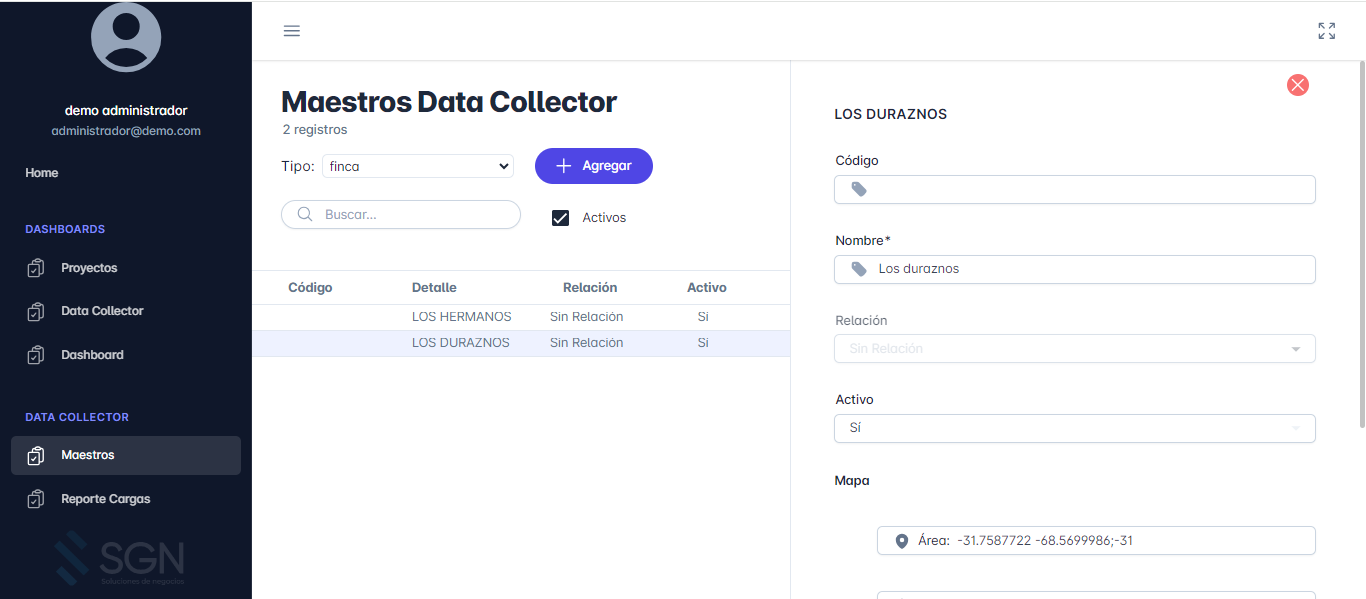 demo administrador
administrador@demo.com
Home
DASHBOARDS
Proyectos
Data Collector
Dashboard
DATA COLLECTOR
Maestros
Reporte Cargas
SGN
Soluciones de negocios
Maestros Data Collector
2 registros
Tipo: finca
Agregar
Buscar...
Activos
Código Detalle Relación Activo
LOS HERMANOS Sin Relación Sí
LOS DURAZNOS Sin Relación Sí
LOS DURAZNOS
Código
Nombre*
Los duraznos
Relación
Sin Relación
Activo
Sí
Mapa
Área: -31.7587722 -68.5699986;-31